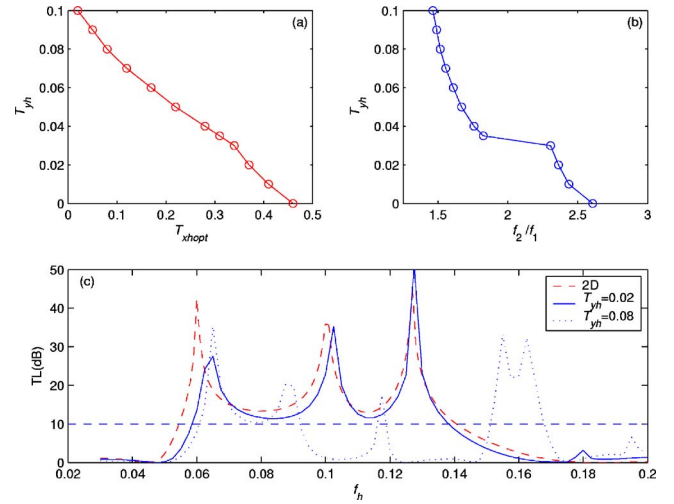 (a)
0.1
0.08
0.06
0.04
0.02
0
T_yh
0 0.1 0.2 0.3 0.4 0.5
T_xhopt
(b)
0.1
0.08
0.06
0.04
0.02
0
T_yh
1.5 2 2.5 3
f_2/f_1
(c)
50
40
30
20
10
0
TL(dB)
2D
T_yh=0.02
T_yh=0.08
0.02 0.04 0.06 0.08 0.1 0.12 0.14 0.16 0.18 0.2
f_h